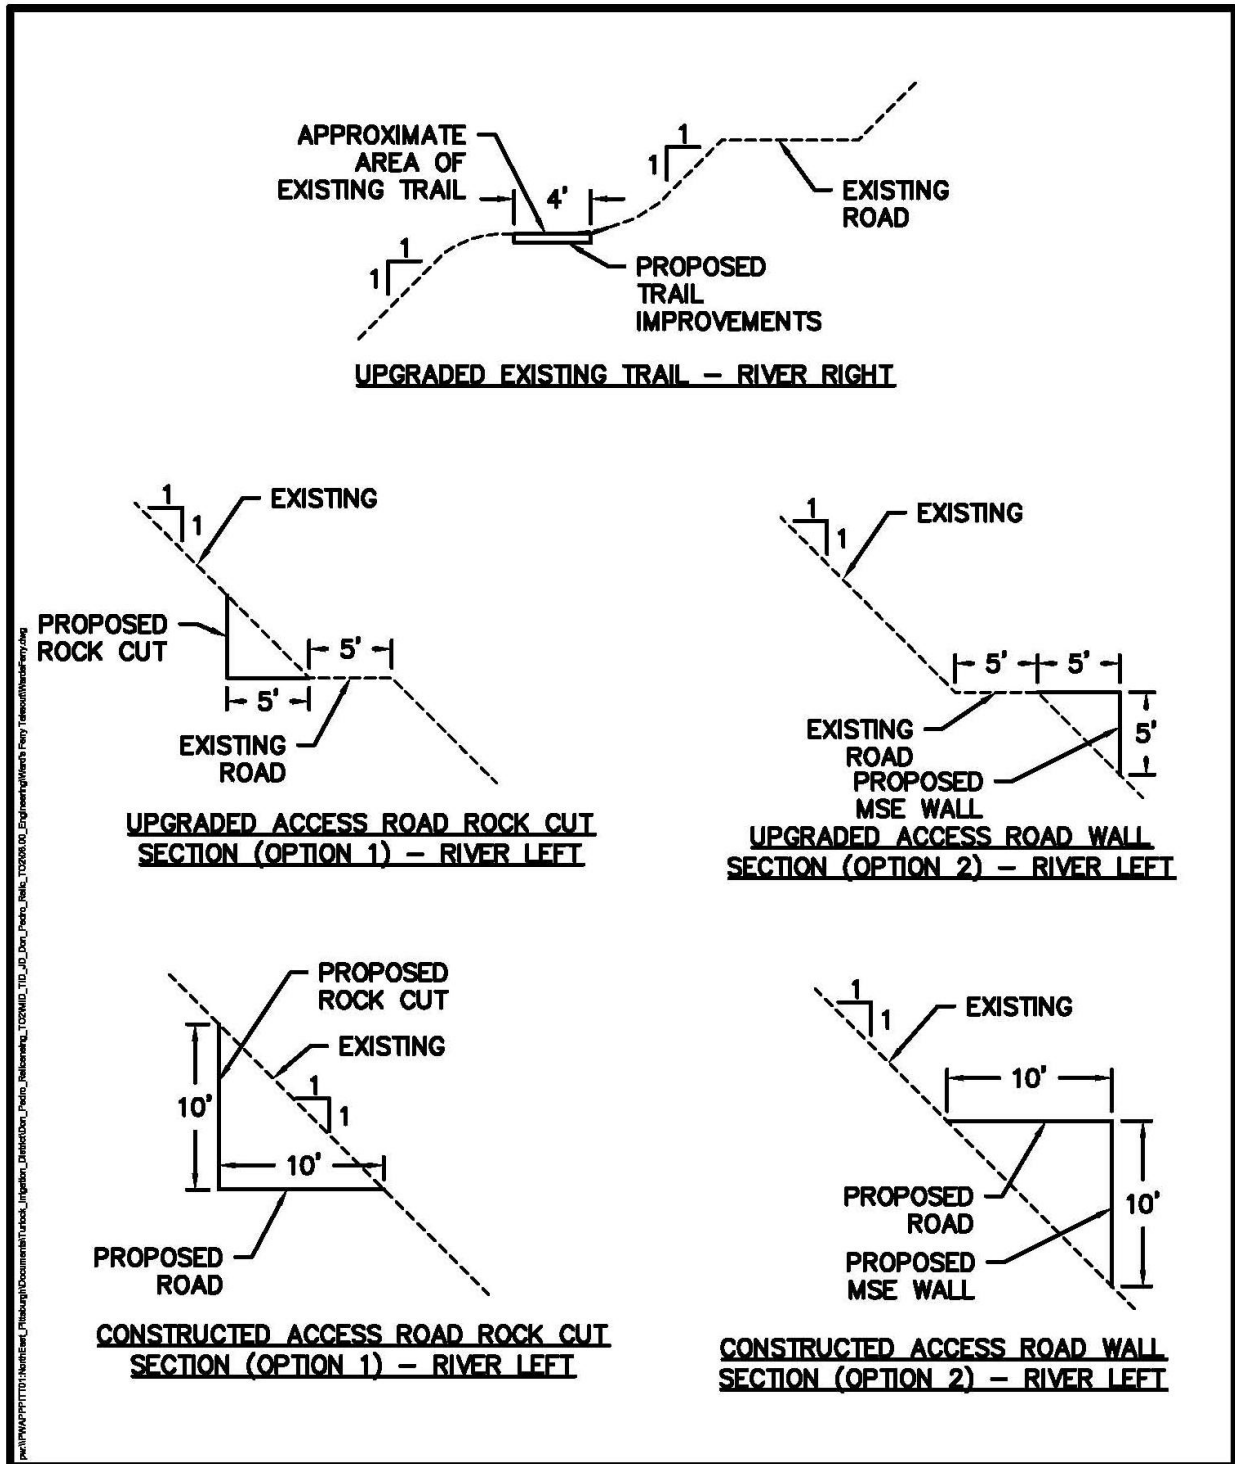 APPROXIMATE
AREA OF
EXISTING TRAIL
4'
1
1
EXISTING
ROAD
1
1
PROPOSED
TRAIL
IMPROVEMENTS
UPGRADED EXISTING TRAIL – RIVER RIGHT
1
1
EXISTING
PROPOSED
ROCK CUT
5'
5'
EXISTING
ROAD
UPGRADED ACCESS ROAD ROCK CUT
SECTION (OPTION 1) – RIVER LEFT
1
1
EXISTING
5' 5'
5'
EXISTING
ROAD
PROPOSED
MSE WALL
UPGRADED ACCESS ROAD WALL
SECTION (OPTION 2) – RIVER LEFT
PROPOSED
ROCK CUT
EXISTING
1
1
10'
10'
PROPOSED
ROAD
CONSTRUCTED ACCESS ROAD ROCK CUT
SECTION (OPTION 1) – RIVER LEFT
1
1
EXISTING
10'
10'
PROPOSED
ROAD
PROPOSED
MSE WALL
CONSTRUCTED ACCESS ROAD WALL
SECTION (OPTION 2) – RIVER LEFT